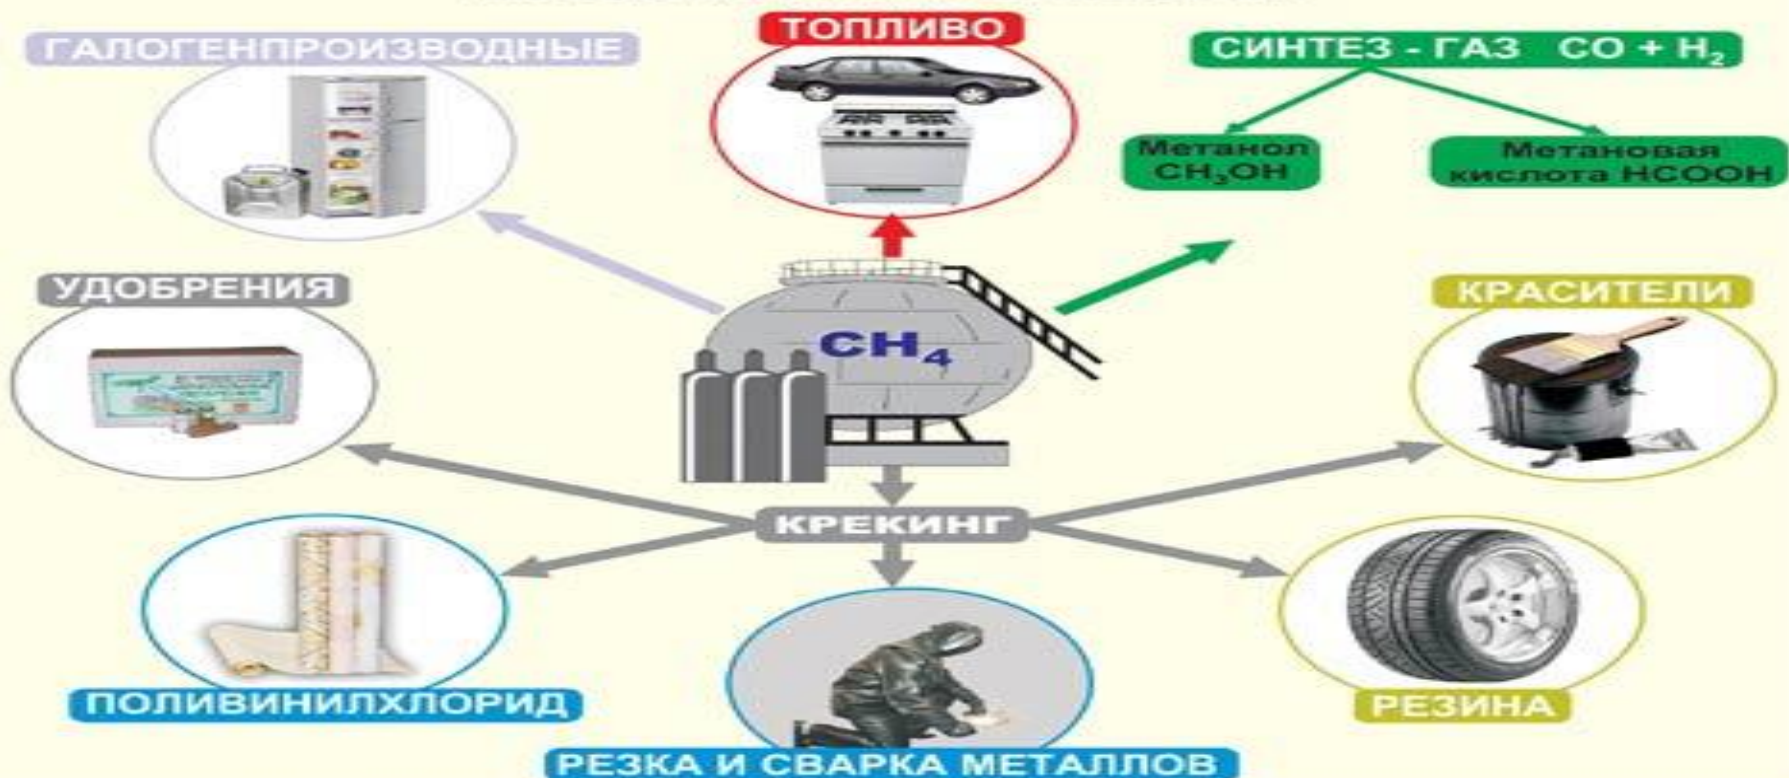 ГАЛОГЕНПРОИЗВОДНЫЕ
ТОПЛИВО
СИНТЕЗ - ГАЗ CO + H₂
Метанол
CH₃OH
Метановая
кислота HCOOH
УДОБРЕНИЯ
CH₄
КРАСИТЕЛИ
КРЕКИНГ
ПОЛИВИНИЛХЛОРИД
РЕЗИНА
РЕЗКА И СВАРКА МЕТАЛЛОВ